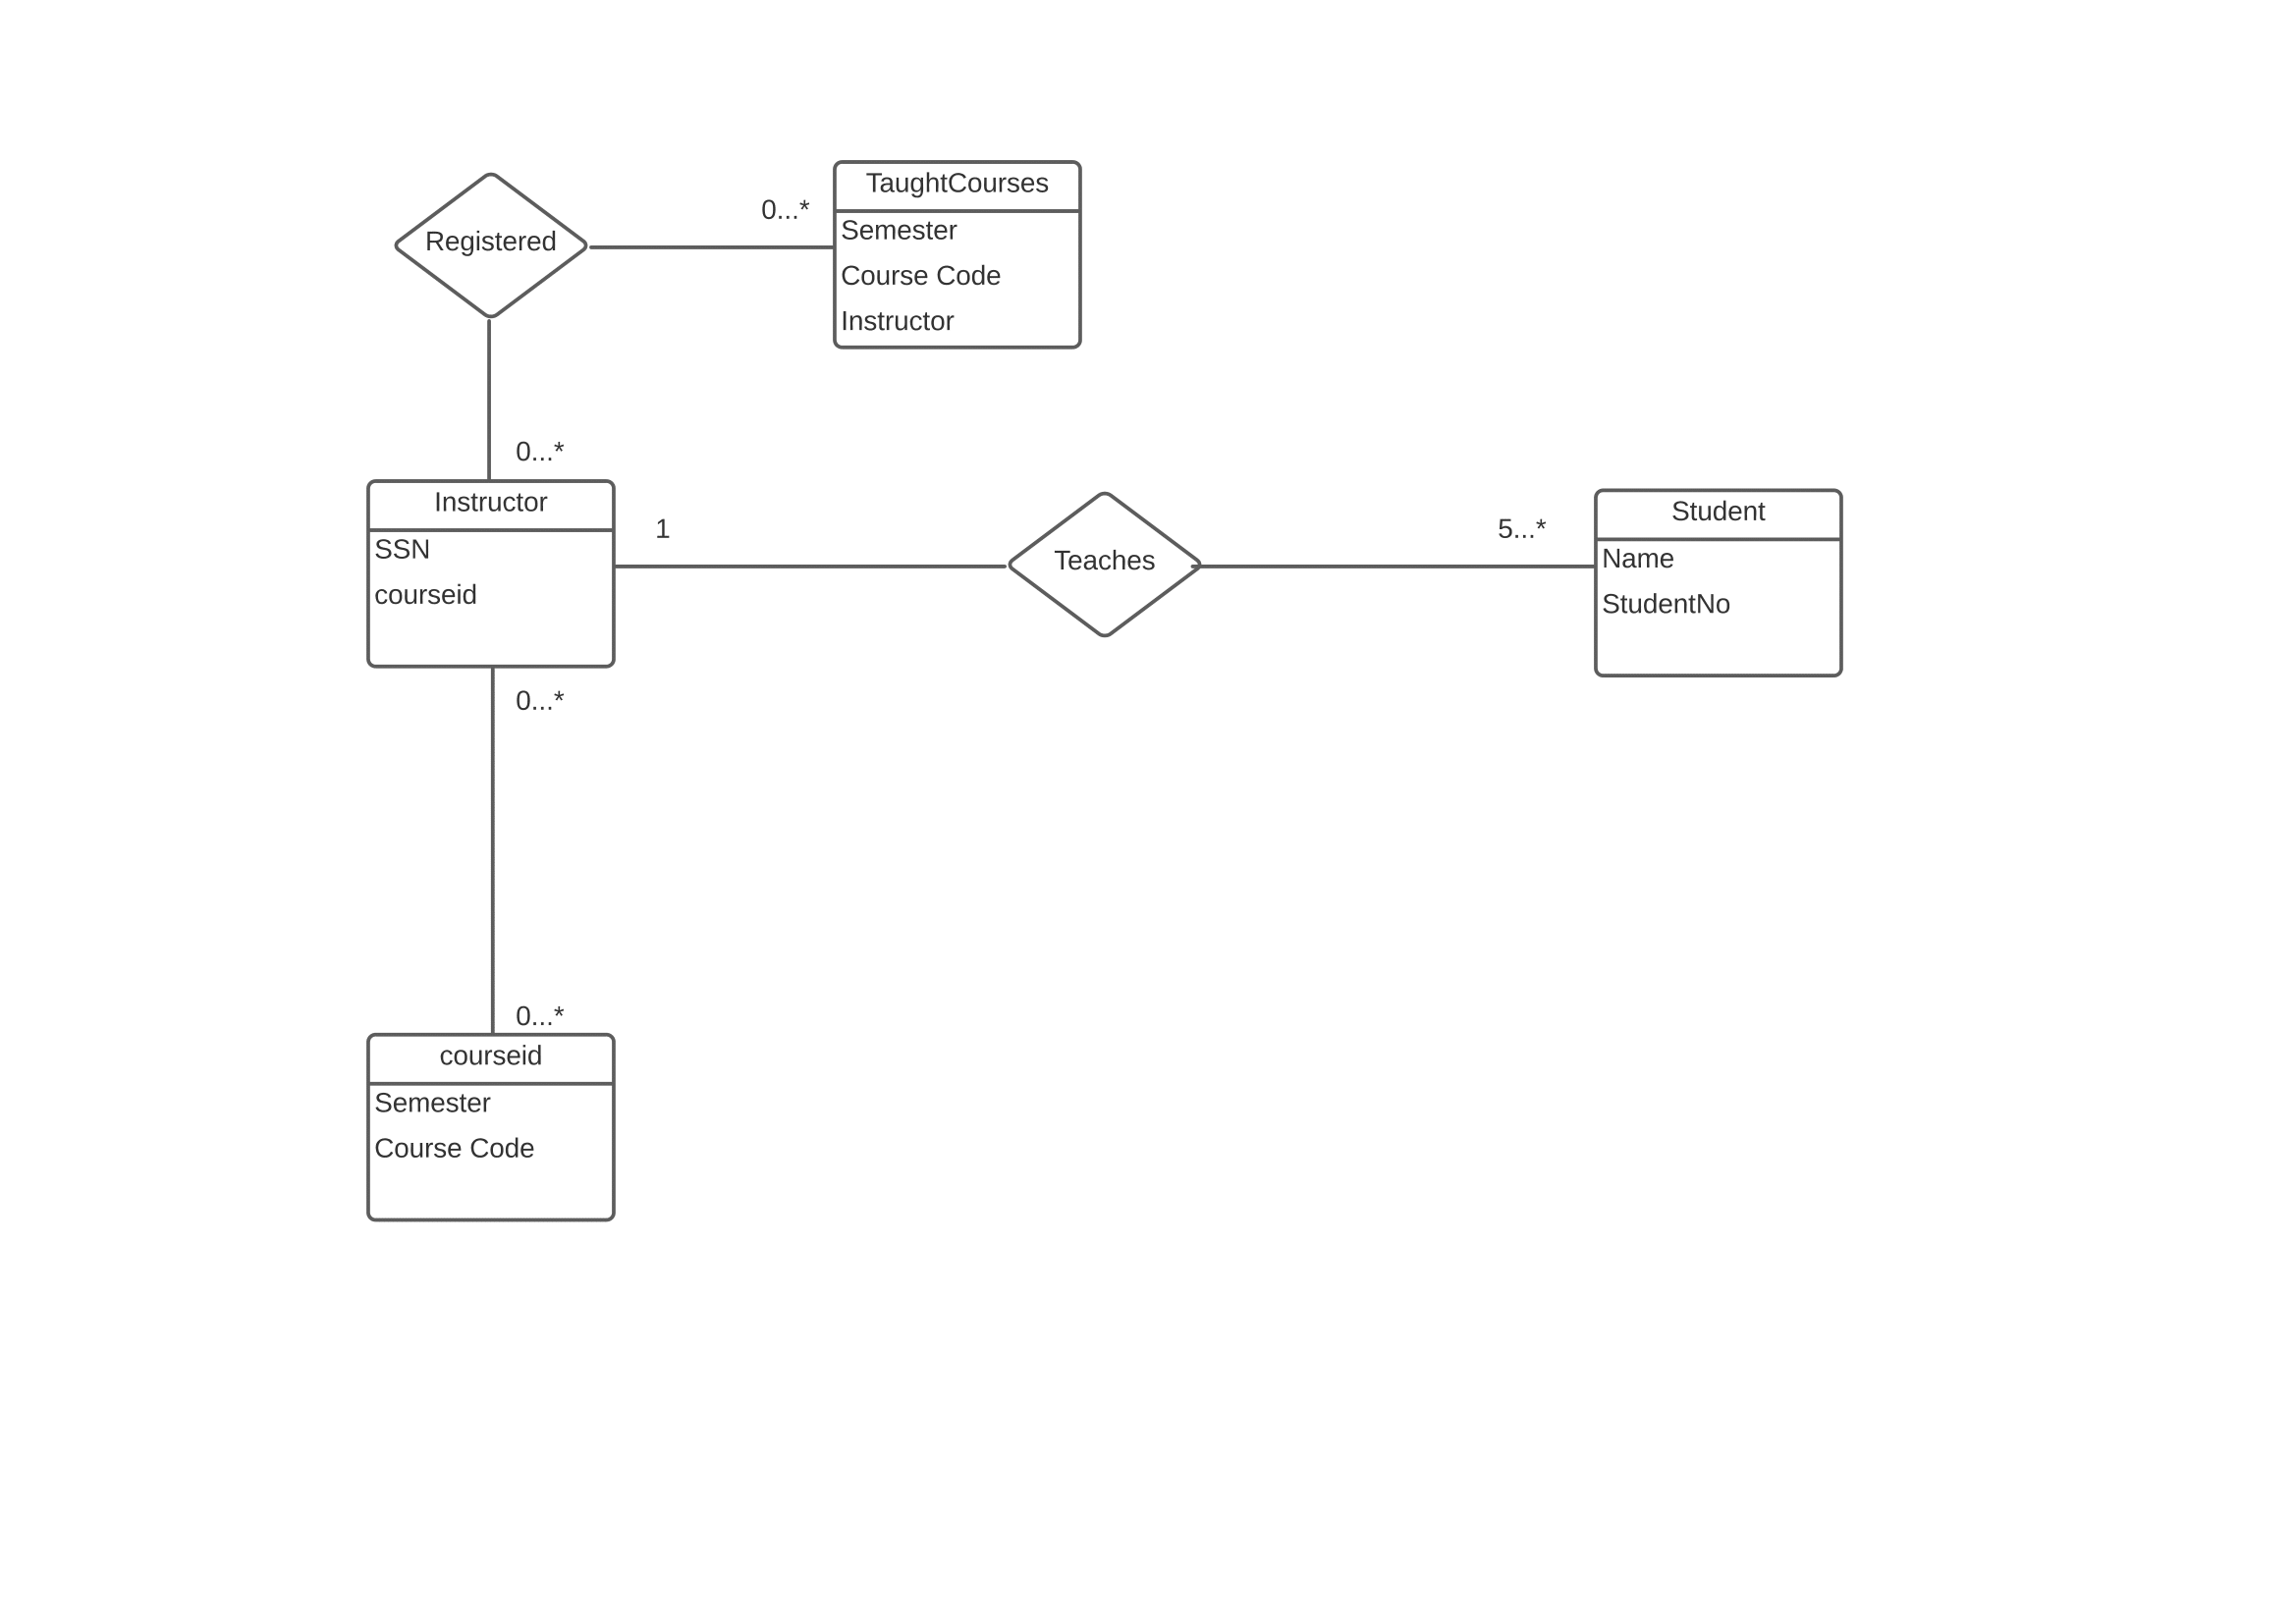 TaughtCourses
0...*
Semester
Registered
Course Code
Instructor
0...*
Instructor
SSN
courseid
1
Teaches
5...*
Student
Name
StudentNo
0...*
0...*
courseid
Semester
Course Code